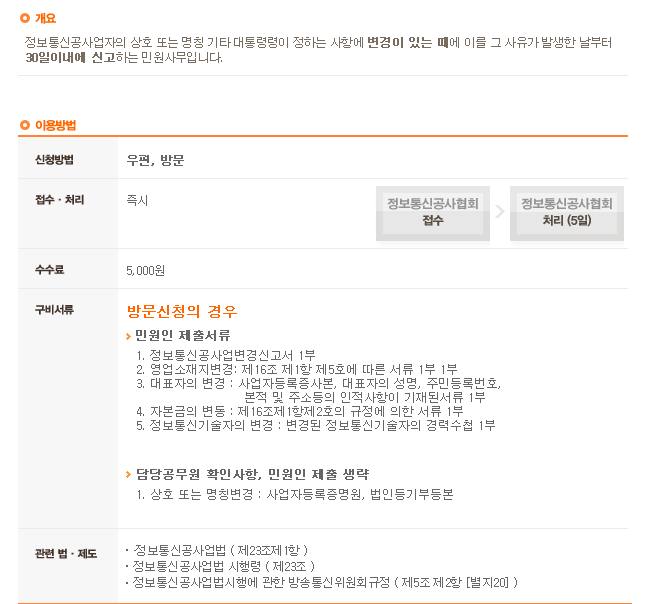 개요
정보통신공사업자의 상호 또는 명칭 기타 대통령령이 정하는 사항에 변경이 있는 때에 이를 그 사유가 발생한 날부터
30일이내에 신고하는 민원사무입니다.
이용방법
신청방법 우편, 방문
접수 · 처리 즉시
정보통신공사협회 접수 > 정보통신공사협회 처리 (5일)
수수료 5,000원
구비서류 방문신청의 경우
민원인 제출서류
1. 정보통신공사업변경신고서 1부
2. 영업소재지변경: 제16조 제1항 제5호에 따른 서류 1부 1부
3. 대표자의 변경 : 사업자등록증사본, 대표자의 성명, 주민등록번호,
본적 및 주소등의 인적사항이 기재된서류 1부
4. 자본금의 변동 : 제16조제1항제2호의 규정에 의한 서류 1부
5. 정보통신기술자의 변경 : 변경된 정보통신기술자의 경력수첩 1부
담당공무원 확인사항, 민원인 제출 생략
1. 상호 또는 명칭변경 : 사업자등록증명원, 법인등기부등본
관련 법 · 제도 · 정보통신공사업법 ( 제23조제1항 )
· 정보통신공사업법 시행령 ( 제23조 )
· 정보통신공사업법시행에 관한 방송통신위원회규정 ( 제5조 제2항 [별지20] )